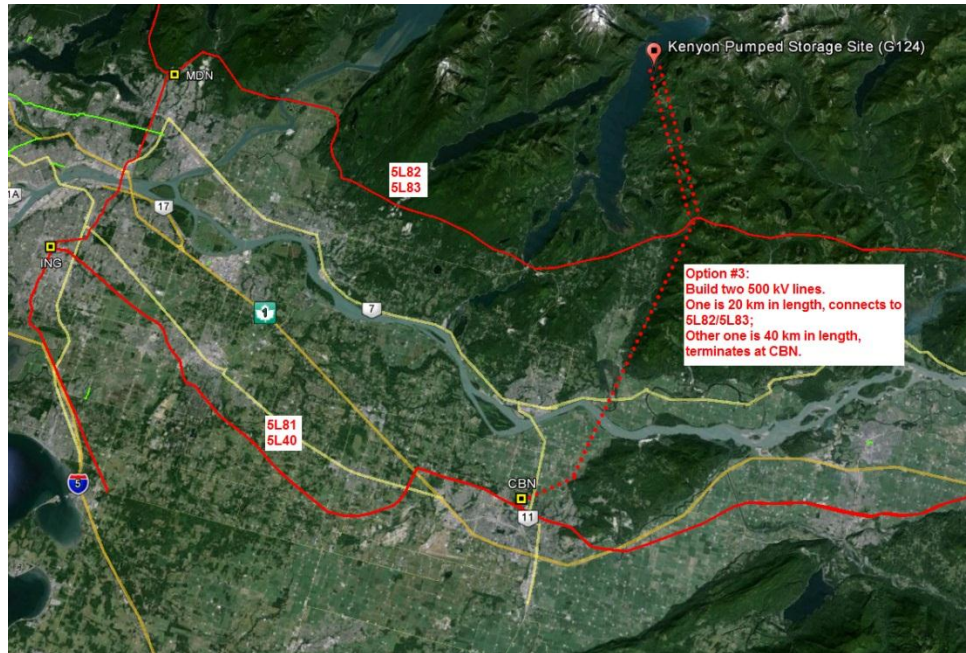 Kenyon Pumped Storage Site (G124)
MDN
5L82
5L83
1A
17
ING
Option #3:
Build two 500 kV lines.
One is 20 km in length, connects to
5L82/5L83;
Other one is 40 km in length,
terminates at CBN.
1
7
5L81
5L40
5
CBN
11